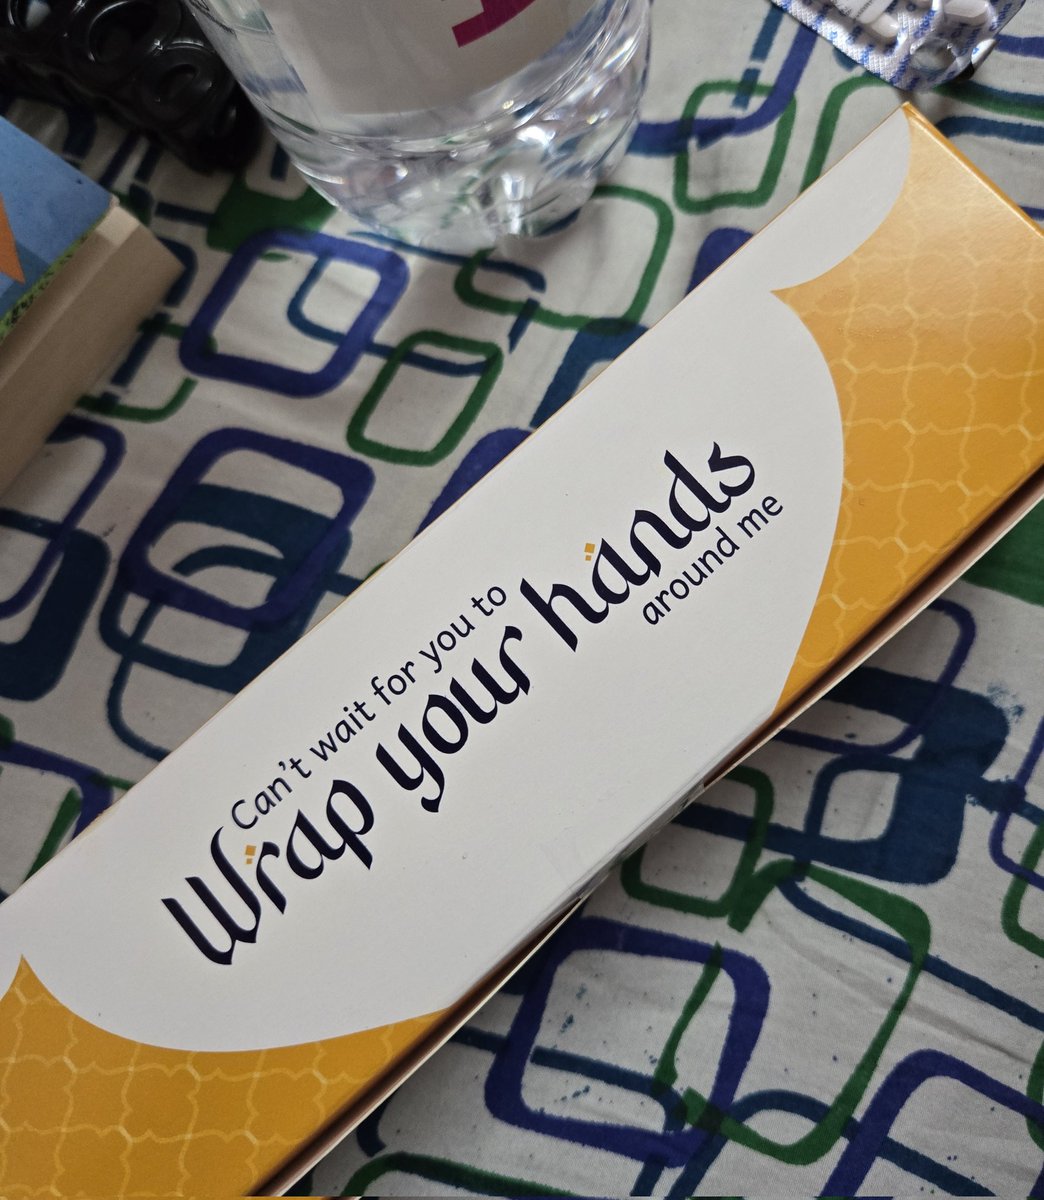 Can't wait for you to
Wrap your hands
around me